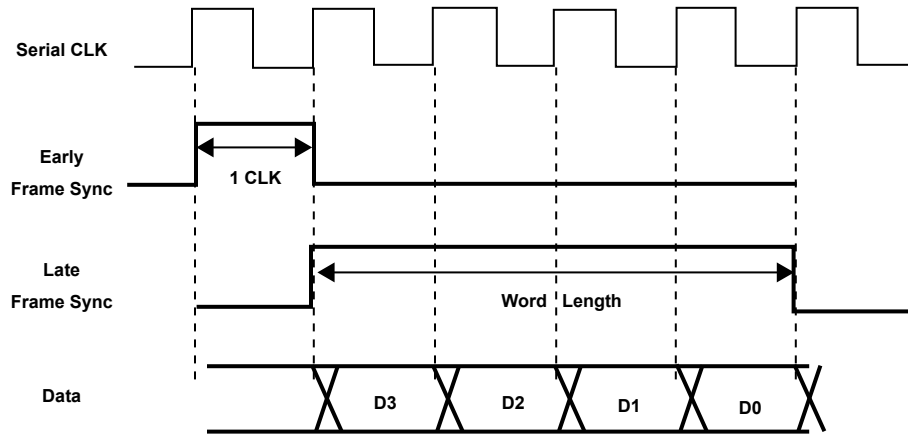 Serial CLK
Early
Frame Sync
1 CLK
Late
Frame Sync
Word Length
Data
D3
D2
D1
D0